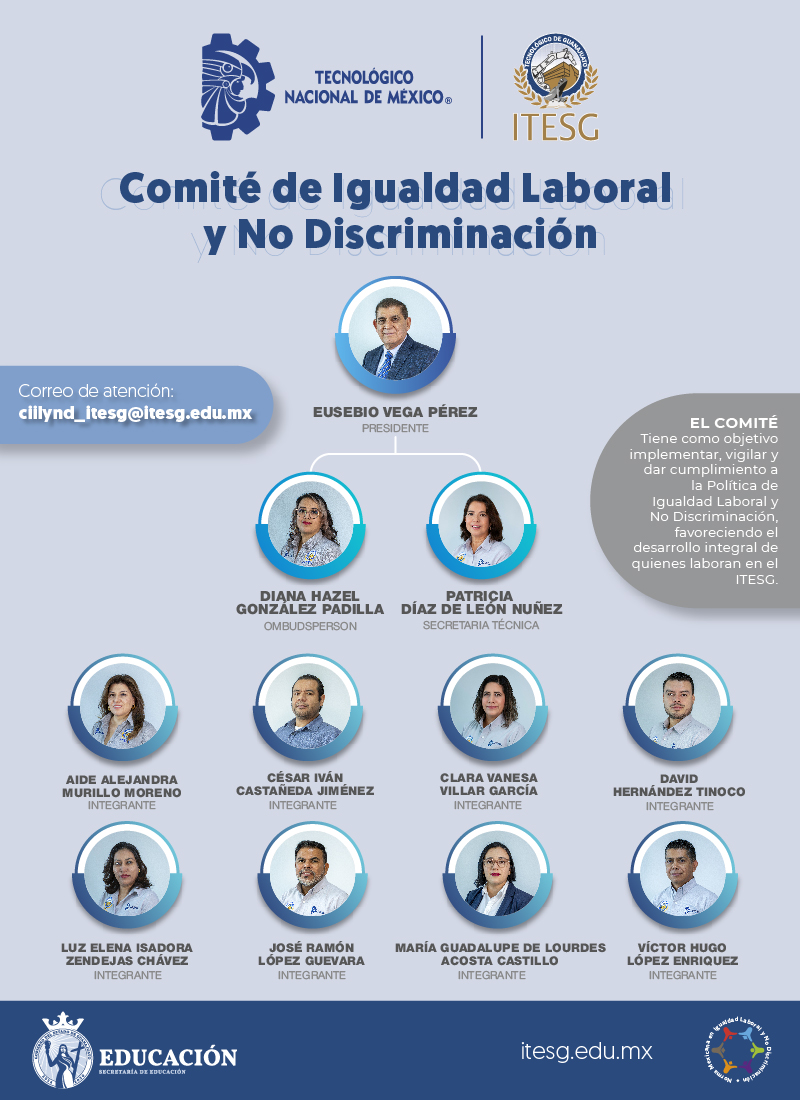 TECNOLÓGICO
NACIONAL DE MÉXICO®
TECNOLÓGICO DE GUANAJUATO
ITESG
Comité de Igualdad Laboral
y No Discriminación
EUSEBIO VEGA PÉREZ
PRESIDENTE
Correo de atención:
ciilynd_itesg@itesg.edu.mx
EL COMITÉ
Tiene como objetivo
implementar, vigilar y
dar cumplimiento a
la Política de
Igualdad Laboral y
No Discriminación,
favoreciendo el
desarrollo integral de
quienes laboran en el
ITESG.
DIANA HAZEL
GONZÁLEZ PADILLA
OMBUDSPERSON
PATRICIA
DÍAZ DE LEÓN NUÑEZ
SECRETARIA TÉCNICA
AIDE ALEJANDRA
MURILLO MORENO
INTEGRANTE
CÉSAR IVÁN
CASTAÑEDA JIMÉNEZ
INTEGRANTE
CLARA VANESA
VILLAR GARCÍA
INTEGRANTE
DAVID
HERNÁNDEZ TINOCO
INTEGRANTE
LUZ ELENA ISADORA
ZENDEJAS CHÁVEZ
INTEGRANTE
JOSÉ RAMÓN
LÓPEZ GUEVARA
INTEGRANTE
MARÍA GUADALUPE DE LOURDES
ACOSTA CASTILLO
INTEGRANTE
VÍCTOR HUGO
LÓPEZ ENRIQUEZ
INTEGRANTE
EDUCACIÓN
SECRETARÍA DE EDUCACIÓN
itesg.edu.mx
Norma Mexicana en Igualdad Laboral y No Discriminación